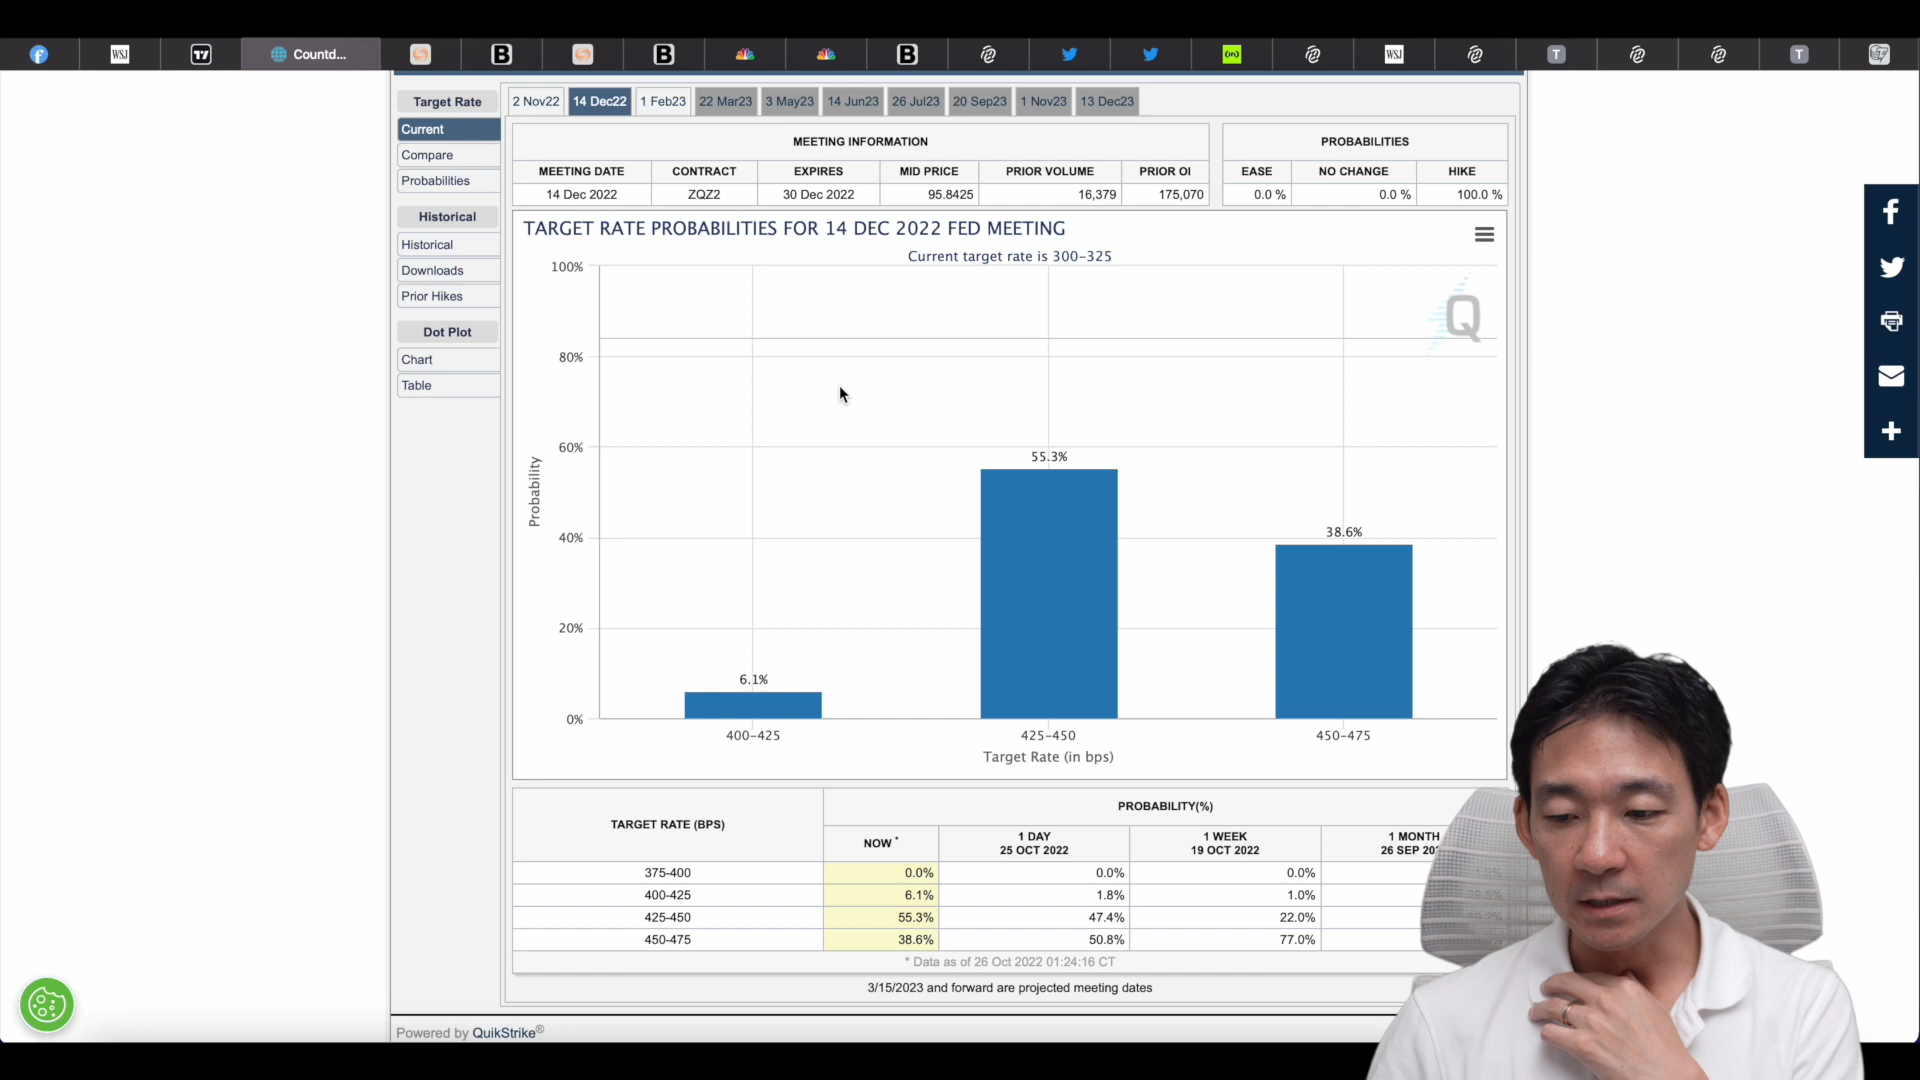 WSJ
Countd...
Target Rate
Current
Compare
Probabilities
Historical
Historical
Downloads
Prior Hikes
Dot Plot
Chart
Table
2 Nov22 14 Dec22 1 Feb23 22 Mar23 3 May23 14 Jun23 26 Jul23 20 Sep23 1 Nov23 13 Dec23
MEETING INFORMATION
MEETING DATE CONTRACT EXPIRES MID PRICE PRIOR VOLUME PRIOR OI
14 Dec 2022 ZQZ2 30 Dec 2022 95.8425 16,379 175,070
PROBABILITIES
EASE NO CHANGE HIKE
0.0 % 0.0 % 100.0 %
TARGET RATE PROBABILITIES FOR 14 DEC 2022 FED MEETING
Current target rate is 300-325
Q
Probability
100%
80%
60%
40%
20%
0%
6.1%
55.3%
38.6%
400-425 425-450 450-475
Target Rate (in bps)
TARGET RATE (BPS) PROBABILITY(%)
NOW * 1 DAY 1 WEEK 1 MONTH
25 OCT 2022 19 OCT 2022 26 SEP
375-400 0.0% 0.0% 0.0%
400-425 6.1% 1.8% 1.0%
425-450 55.3% 47.4% 22.0%
450-475 38.6% 50.8% 77.0%
* Data as of 26 Oct 2022 01:24:16 CT
3/15/2023 and forward are projected meeting dates
Powered by QuikStrike®
B
B
B
WSJ
T
T